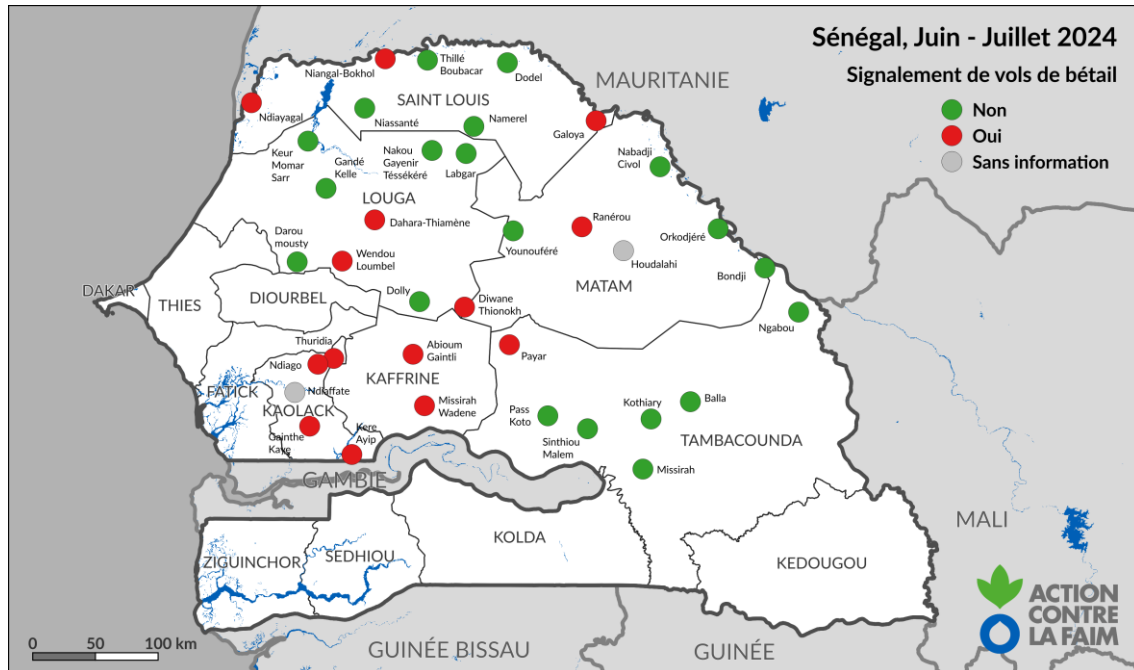 Sénégal, Juin - Juillet 2024
Signalement de vols de bétail
Non
Oui
Sans information
MAURITANIE
Niangal-Bokhol
Thillé
Boubacar
Dodel
SAINT LOUIS
Ndiayagal
Niassanté
Namerel
Galoya
Keur
Momar
Sarr
Gandé
Kelle
Nakou
Gayenir
Téssékéré
Labgar
Nabadji
Civol
LOUGA
Dahara-Thiamène
Ranérou
Younouféré
Houdalahi
Orkodjéré
Darou
mousty
Wendou
Loumbel
Bondji
MATAM
DAKAR
THIES
DIOURBEL
Dolly
Diwane
Thionokh
Ngabou
Thuridia
Ndiago
Abioum
Gaintli
Payar
KAFFRINE
FATICK
Ndiaffate
KAOLACK
Missirah
Wadene
Gainthe
Kaye
Kere
Ayip
Pass
Koto
Sinthiou
Malem
Kothiary
Balla
TAMBACOUNDA
Missirah
GAMBIE
MALI
ZIGUINCHOR
SEDHIOU
KOLDA
KEDOUGOU
GUINÉE BISSAU
GUINÉE
0 50 100 km
ACTION
CONTRE
LA FAIM